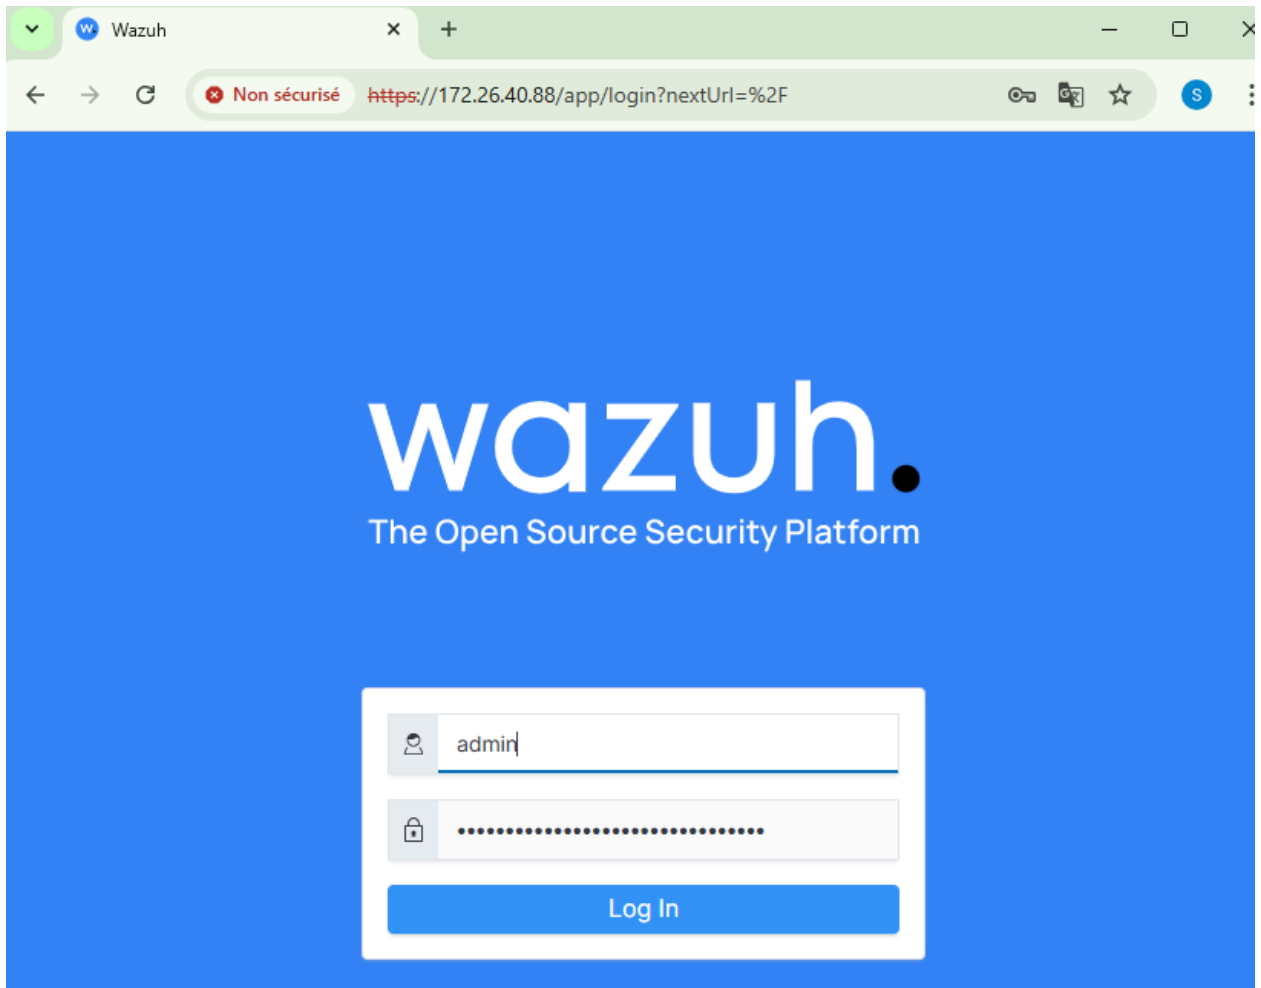 Wazuh
Non sécurisé https://172.26.40.88/app/login?nextUrl=%2F
S
wazuh.
The Open Source Security Platform
admin
••••••••••••••••••••••••••••••••
Log In